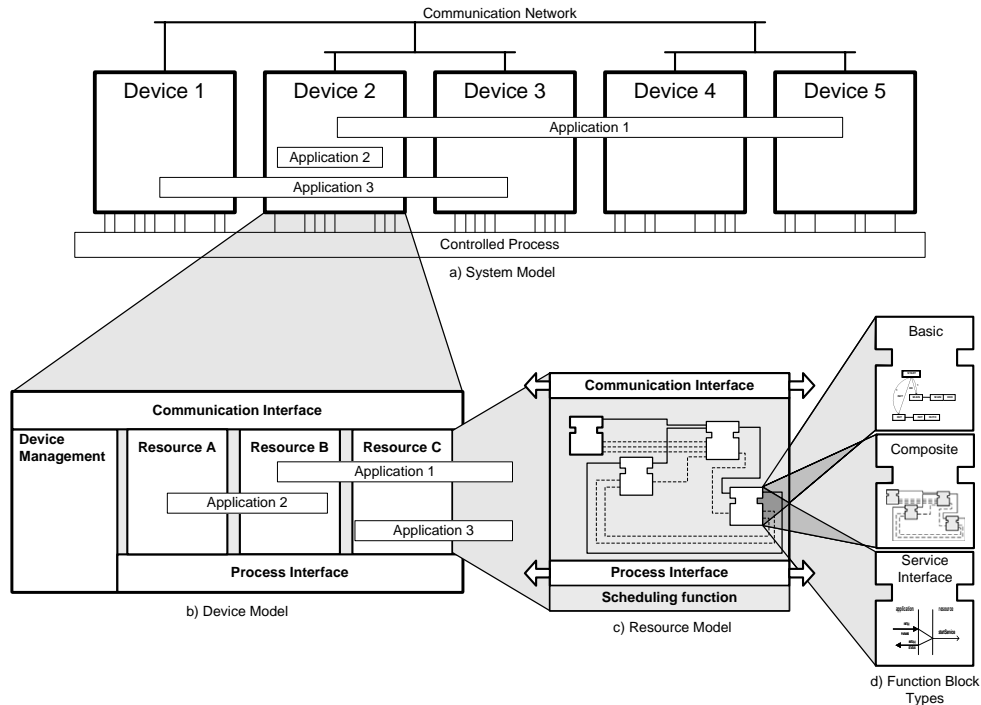 Communication Network
Device 1
Device 2
Device 3
Device 4
Device 5
Application 1
Application 2
Application 3
Controlled Process
a) System Model
Communication Interface
Device
Management
Resource A
Resource B
Resource C
Application 1
Application 2
Application 3
Process Interface
b) Device Model
Communication Interface
Process Interface
Scheduling function
c) Resource Model
Basic
Composite
Service
Interface
application
resource
d) Function Block
Types